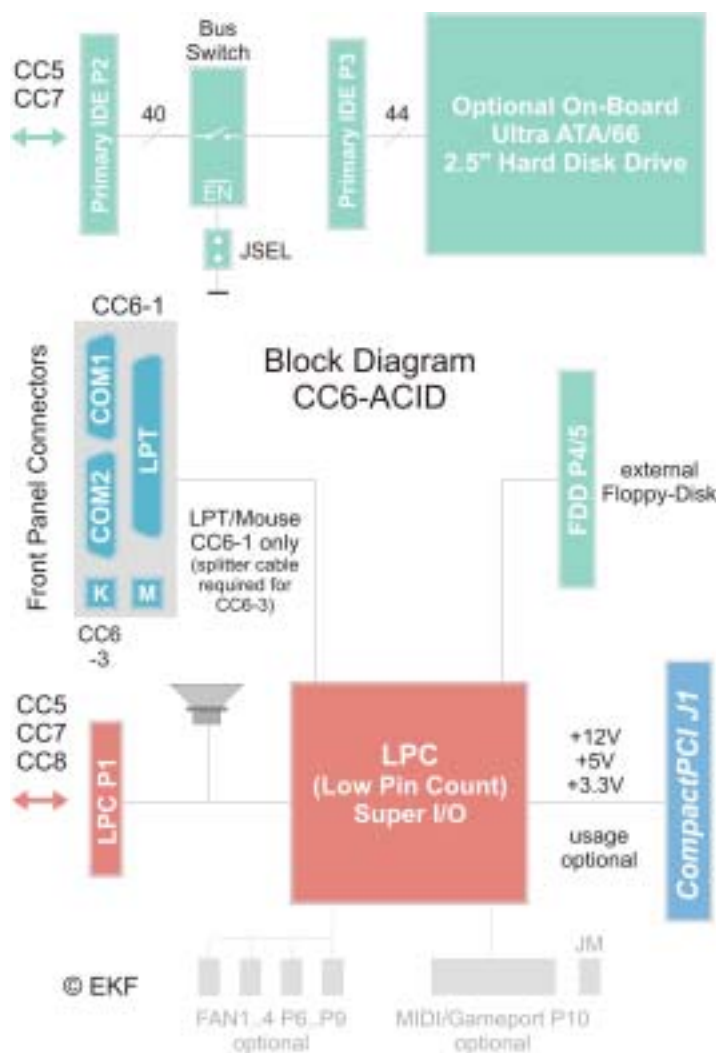 CC5
CC7
Primary IDE P2
40
Bus
Switch
EN
JSEL
Primary IDE P3
44
Optional On-Board
Ultra ATA/66
2.5" Hard Disk Drive
CC6-1
Front Panel Connectors
COM1
COM2
LPT
K
M
CC6
-3
Block Diagram
CC6-ACID
LPT/Mouse
CC6-1 only
(splitter cable
required for
CC6-3)
FDD P4/5
external
Floppy-Disk
CC5
CC7
CC8
LPC P1
LPC
(Low Pin Count)
Super I/O
+12V
+5V
+3.3V
usage
optional
CompactPCI J1
© EKF
FAN1..4 P6..P9
optional
MIDI/Gameport P10
optional
JM